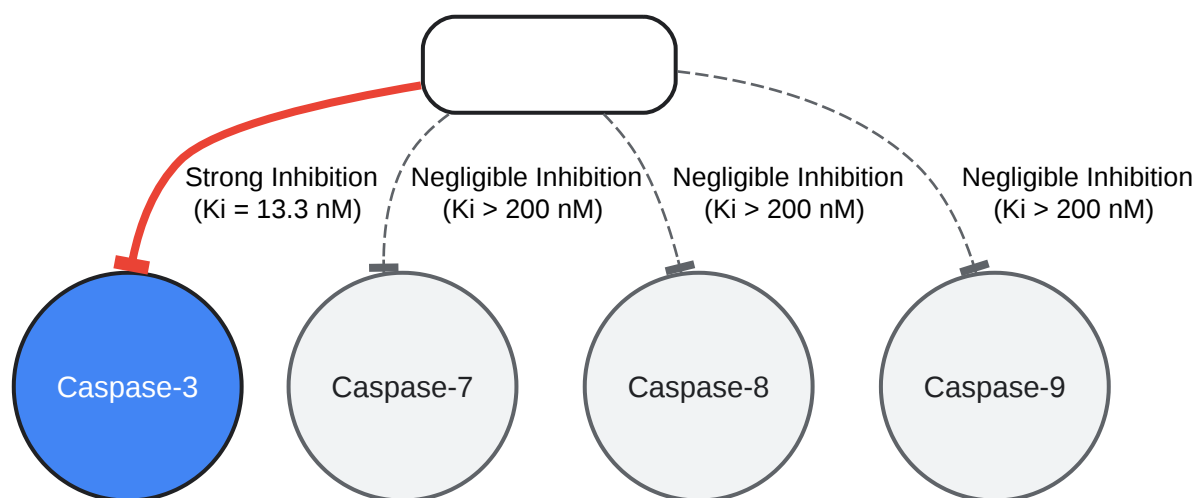 Strong Inhibition
(Ki = 13.3 nM)
Negligible Inhibition
(Ki > 200 nM)
Negligible Inhibition
(Ki > 200 nM)
Negligible Inhibition
(Ki > 200 nM)
Caspase-3
Caspase-7
Caspase-8
Caspase-9